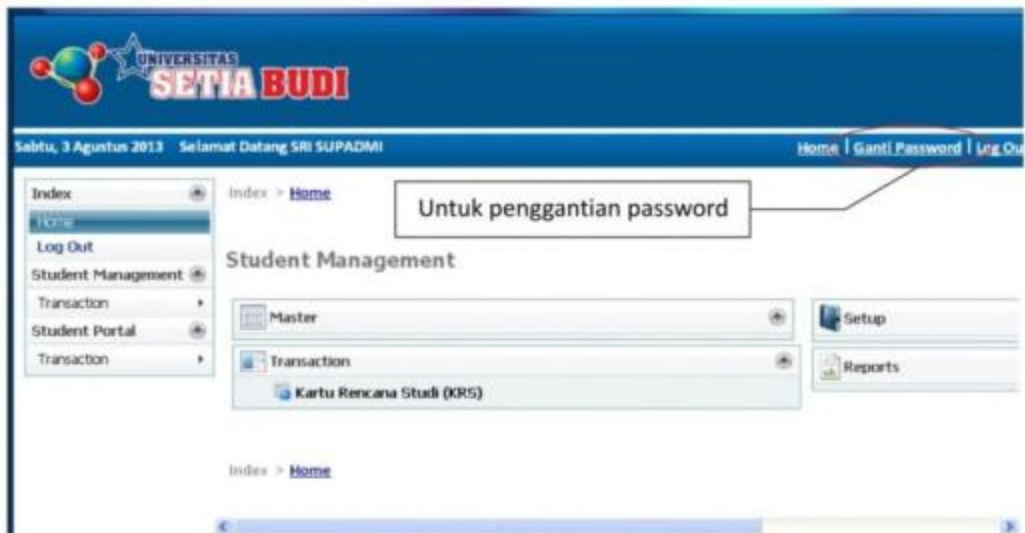 UNIVERSITAS
SETIA BUDI
Sabtu, 3 Agustus 2013 Selamat Datang SRI SUPADMI
Home | Ganti Password | Log Ou
Index
Home
Log Out
Student Management
Transaction
Student Portal
Transaction
Index > Home
Untuk penggantian password
Student Management
Master
Setup
Transaction
Reports
Kartu Rencana Studi (KRS)
Index > Home